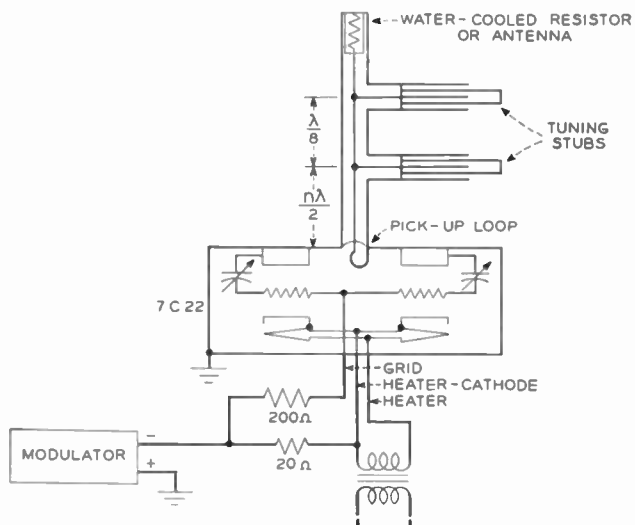 WATER-COOLED RESISTOR
OR ANTENNA
λ
8
TUNING
STUBS
nλ
2
PICK-UP LOOP
7C22
GRID
HEATER-CATHODE
HEATER
200Ω
20Ω
MODULATOR
-
+